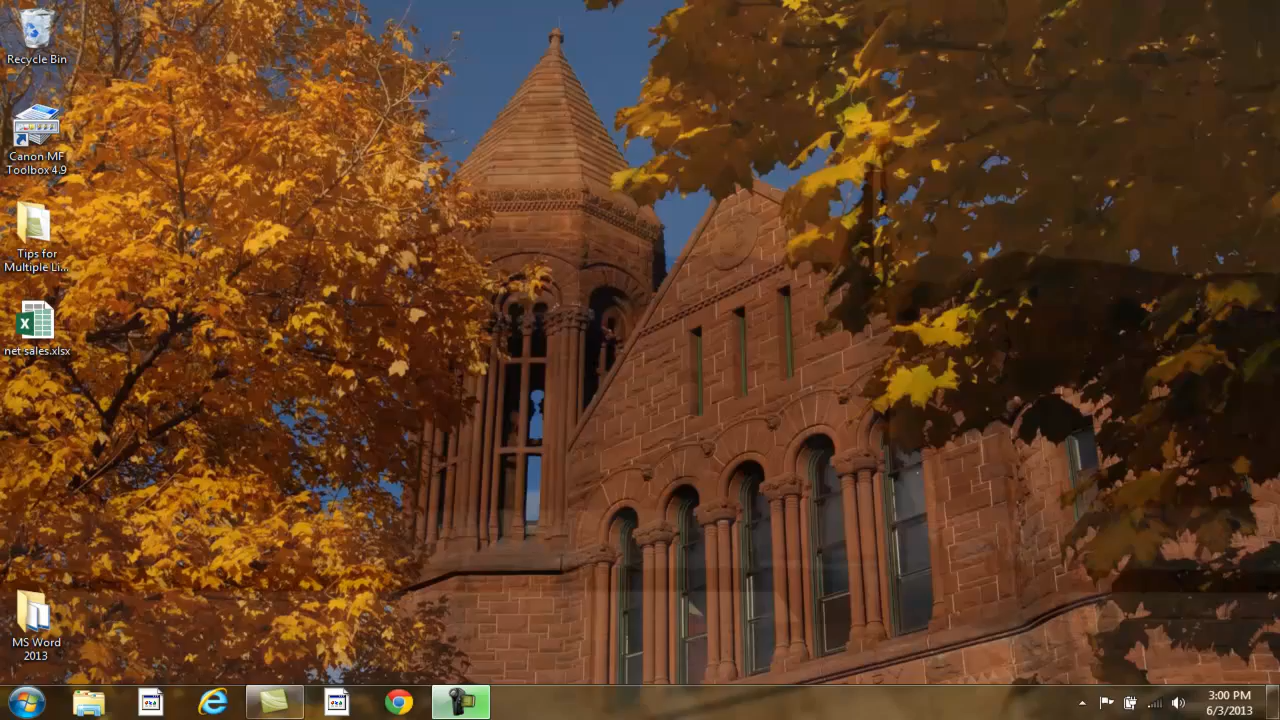 Recycle Bin
Canon MF
Toolbox 4.9
Tips for
Multiple Li...
net sales.xlsx
MS Word
2013
3:00 PM
6/3/2013